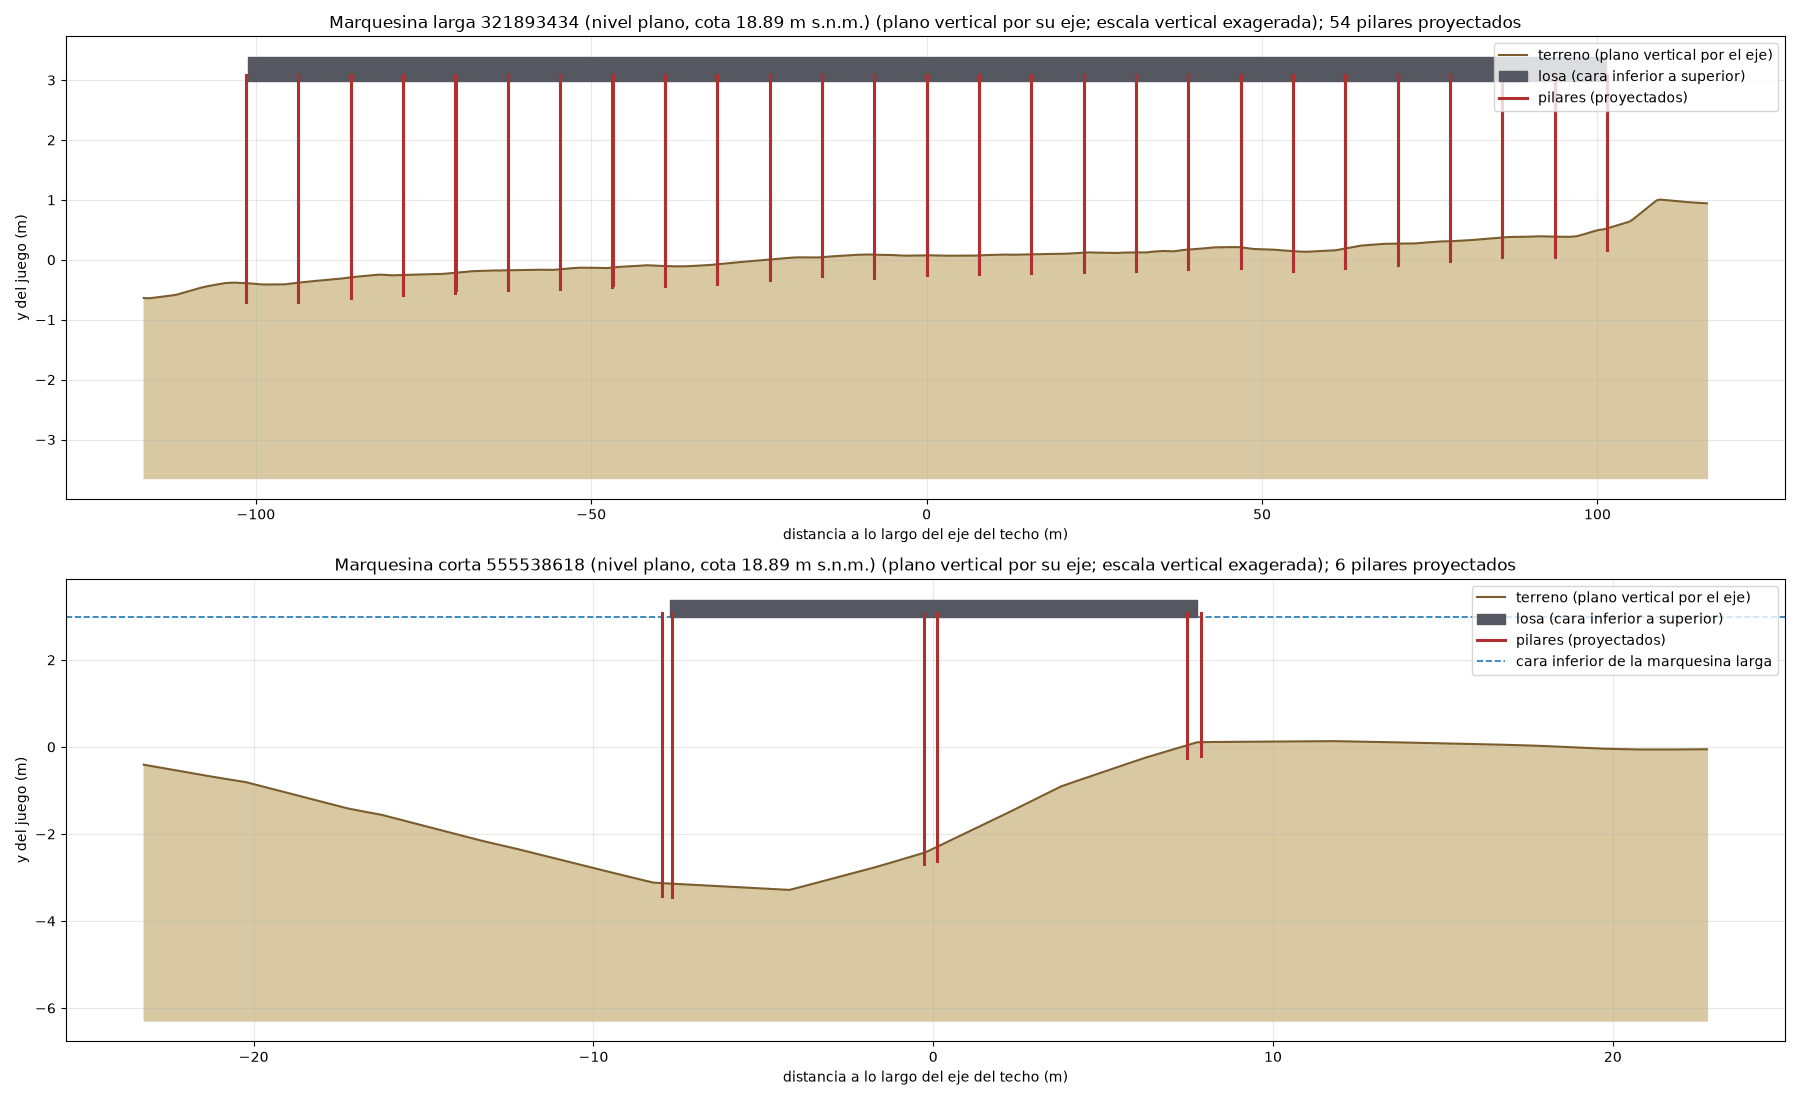 Marquesina larga 321893434 (nivel plano, cota 18.89 m s.n.m.) (plano vertical por su eje; escala vertical exagerada); 54 pilares proyectados
terreno (plano vertical por el eje)
losa (cara inferior a superior)
pilares (proyectados)
y del juego (m)
3
2
1
0
−1
−2
−3
−100
−50
0
50
100
distancia a lo largo del eje del techo (m)
Marquesina corta 555538618 (nivel plano, cota 18.89 m s.n.m.) (plano vertical por su eje; escala vertical exagerada); 6 pilares proyectados
terreno (plano vertical por el eje)
losa (cara inferior a superior)
pilares (proyectados)
cara inferior de la marquesina larga
y del juego (m)
2
0
−2
−4
−6
−20
−10
0
10
20
distancia a lo largo del eje del techo (m)